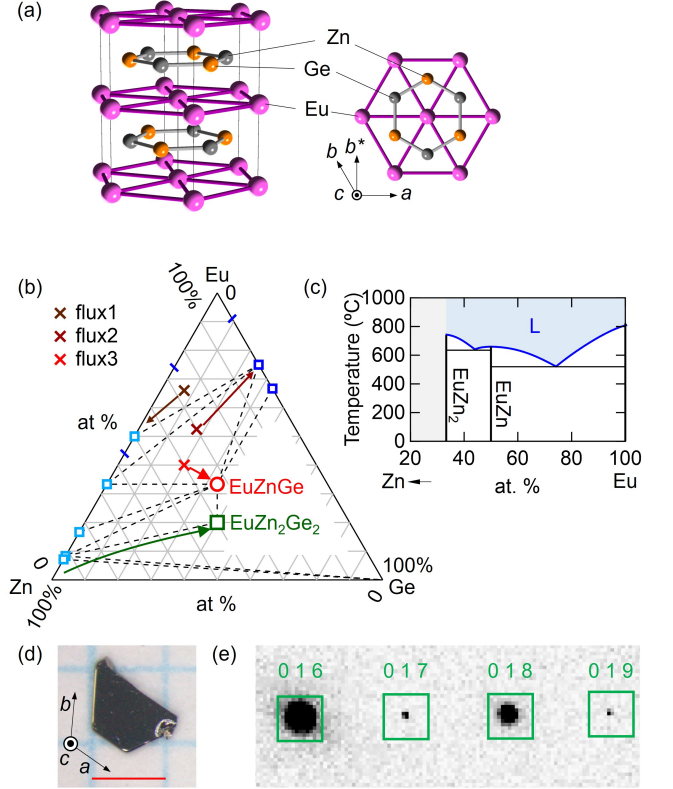 (a)
Zn
Ge
Eu
b
b*
c
a
(b)
100%
Eu
0
flux1
flux2
flux3
at %
EuZnGe
EuZn₂Ge₂
0
Zn
100%
at %
100%
Ge
0
(c)
Temperature (ºC)
1000
800
600
400
200
0
L
EuZn₂
EuZn
20
40
60
80
100
Zn
at. %
Eu
(d)
b
c
a
(e)
0 1 6
0 1 7
0 1 8
0 1 9